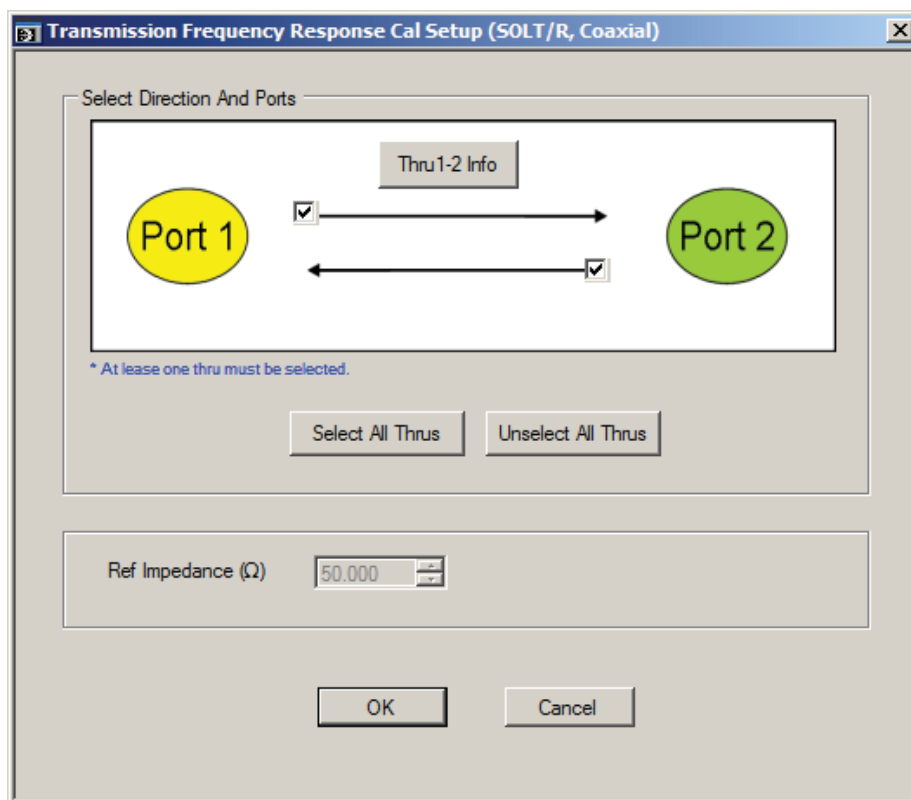 Transmission Frequency Response Cal Setup (SOLT/R, Coaxial)
Select Direction And Ports
Thru1-2 Info
Port 1
Port 2
* At lease one thru must be selected.
Select All Thrus
Unselect All Thrus
Ref Impedance (Ω)
50.000
OK
Cancel